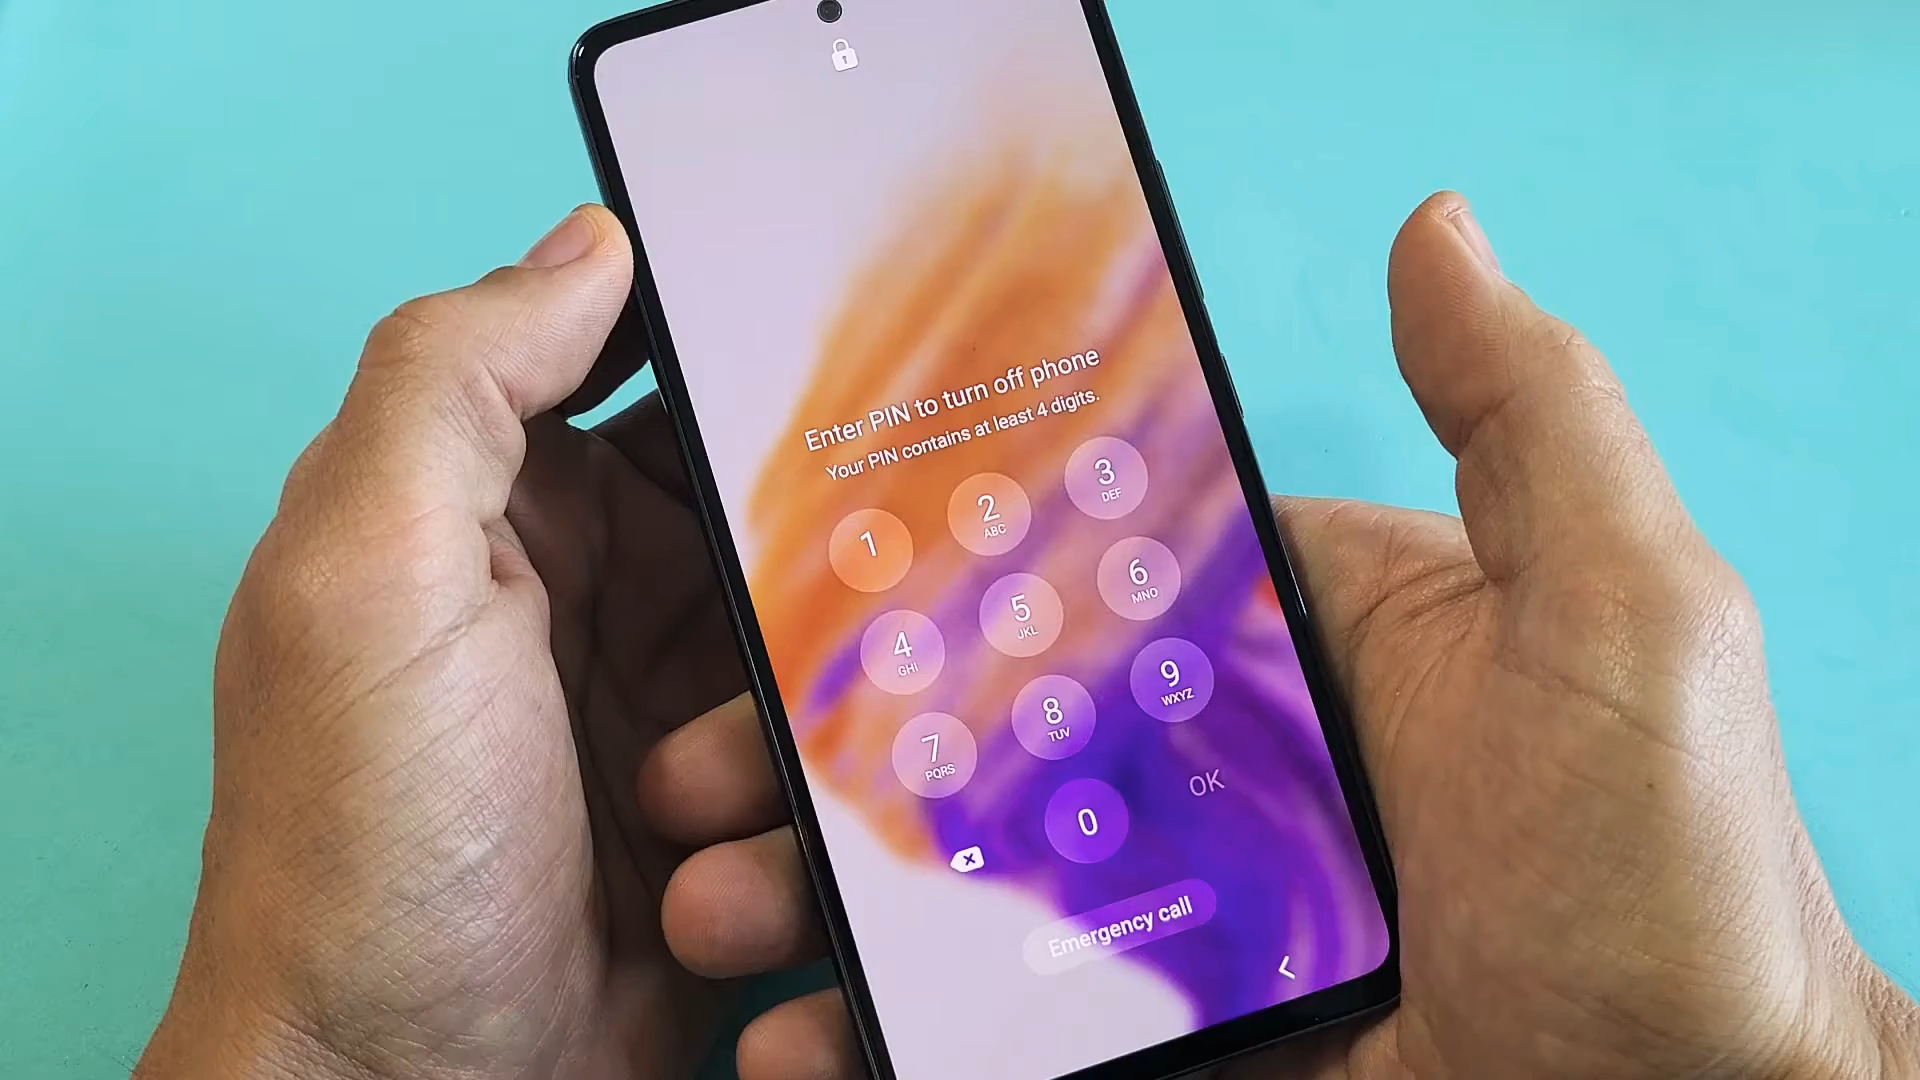 Enter PIN to turn off phone
Your PIN contains at least 4 digits.
1
2
ABC
3
DEF
4
GHI
5
JKL
6
MNO
7
PQRS
8
TUV
9
WXYZ
0
OK
Emergency call